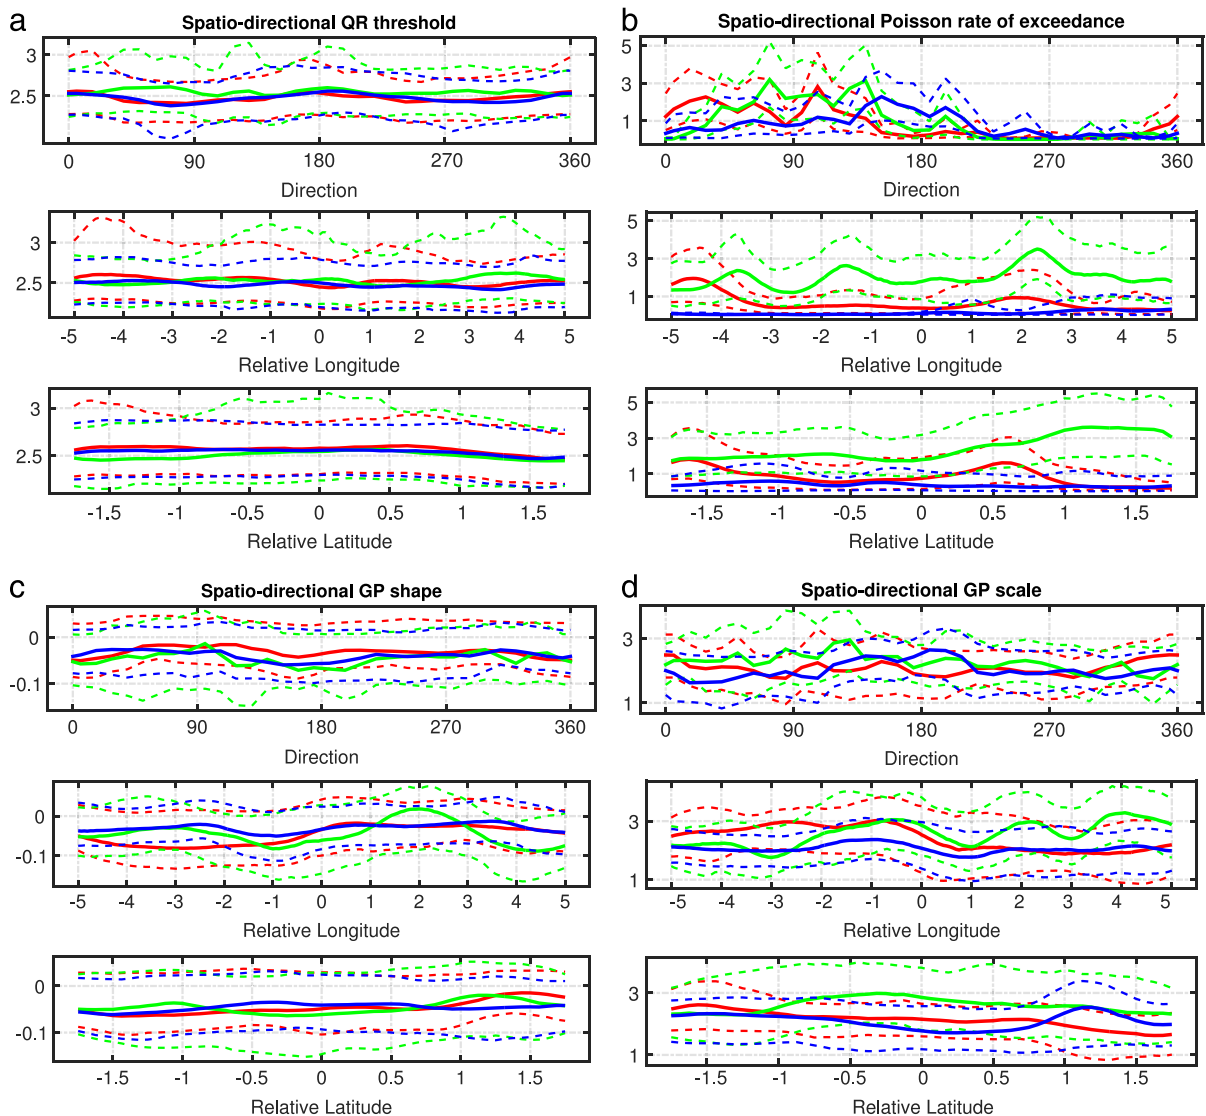 a
Spatio-directional QR threshold
3
2.5
0 90 180 270 360
Direction
3
2.5
-5 -4 -3 -2 -1 0 1 2 3 4 5
Relative Longitude
3
2.5
-1.5 -1 -0.5 0 0.5 1 1.5
Relative Latitude
b
Spatio-directional Poisson rate of exceedance
5
3
1
0 90 180 270 360
Direction
5
3
1
-5 -4 -3 -2 -1 0 1 2 3 4 5
Relative Longitude
5
3
1
-1.5 -1 -0.5 0 0.5 1 1.5
Relative Latitude
c
Spatio-directional GP shape
0
-0.1
0 90 180 270 360
Direction
0
-0.1
-5 -4 -3 -2 -1 0 1 2 3 4 5
Relative Longitude
0
-0.1
-1.5 -1 -0.5 0 0.5 1 1.5
Relative Latitude
d
Spatio-directional GP scale
3
1
0 90 180 270 360
Direction
3
1
-5 -4 -3 -2 -1 0 1 2 3 4 5
Relative Longitude
3
1
-1.5 -1 -0.5 0 0.5 1 1.5
Relative Latitude